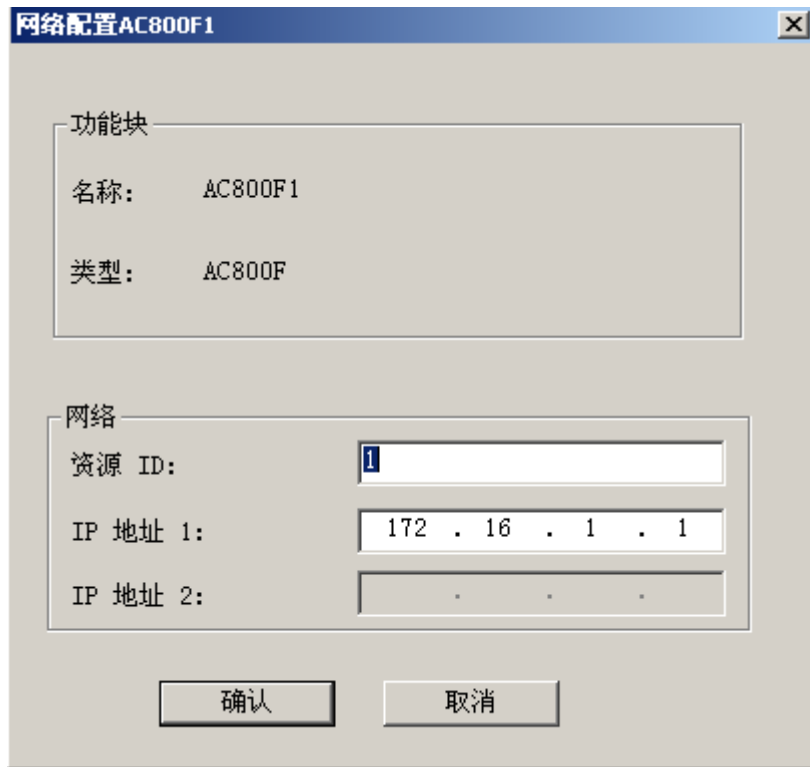 网络配置AC800F1
功能块
名称: AC800F1
类型: AC800F
网络
资源 ID: 1
IP 地址 1: 172 . 16 . 1 . 1
IP 地址 2: . . .
确认 取消